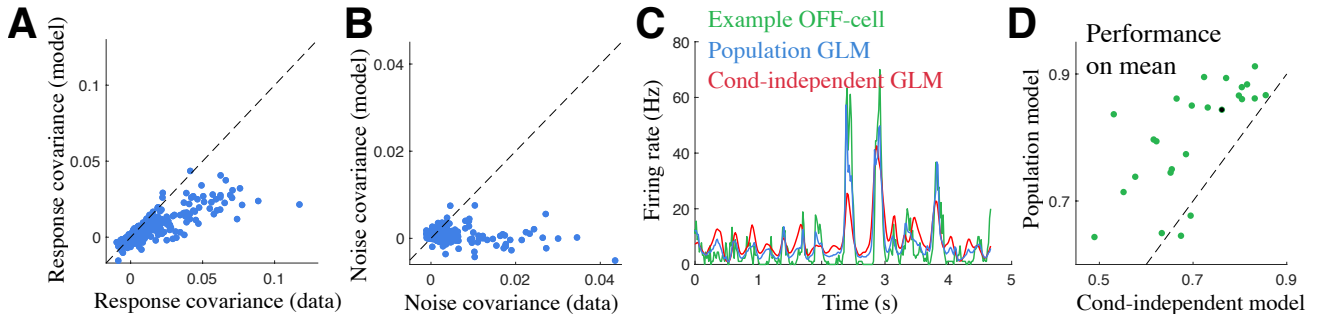 A
Response covariance (model)
0.1
0.05
0
0
0.05
0.1
Response covariance (data)
B
Noise covariance (model)
0.04
0.02
0
0
0.02
0.04
Noise covariance (data)
C
Example OFF-cell
Population GLM
Cond-independent GLM
Firing rate (Hz)
80
60
40
20
0
0
1
2
3
4
5
Time (s)
D
Performance
on mean
Population model
0.9
0.7
0.5
0.7
0.9
Cond-independent model